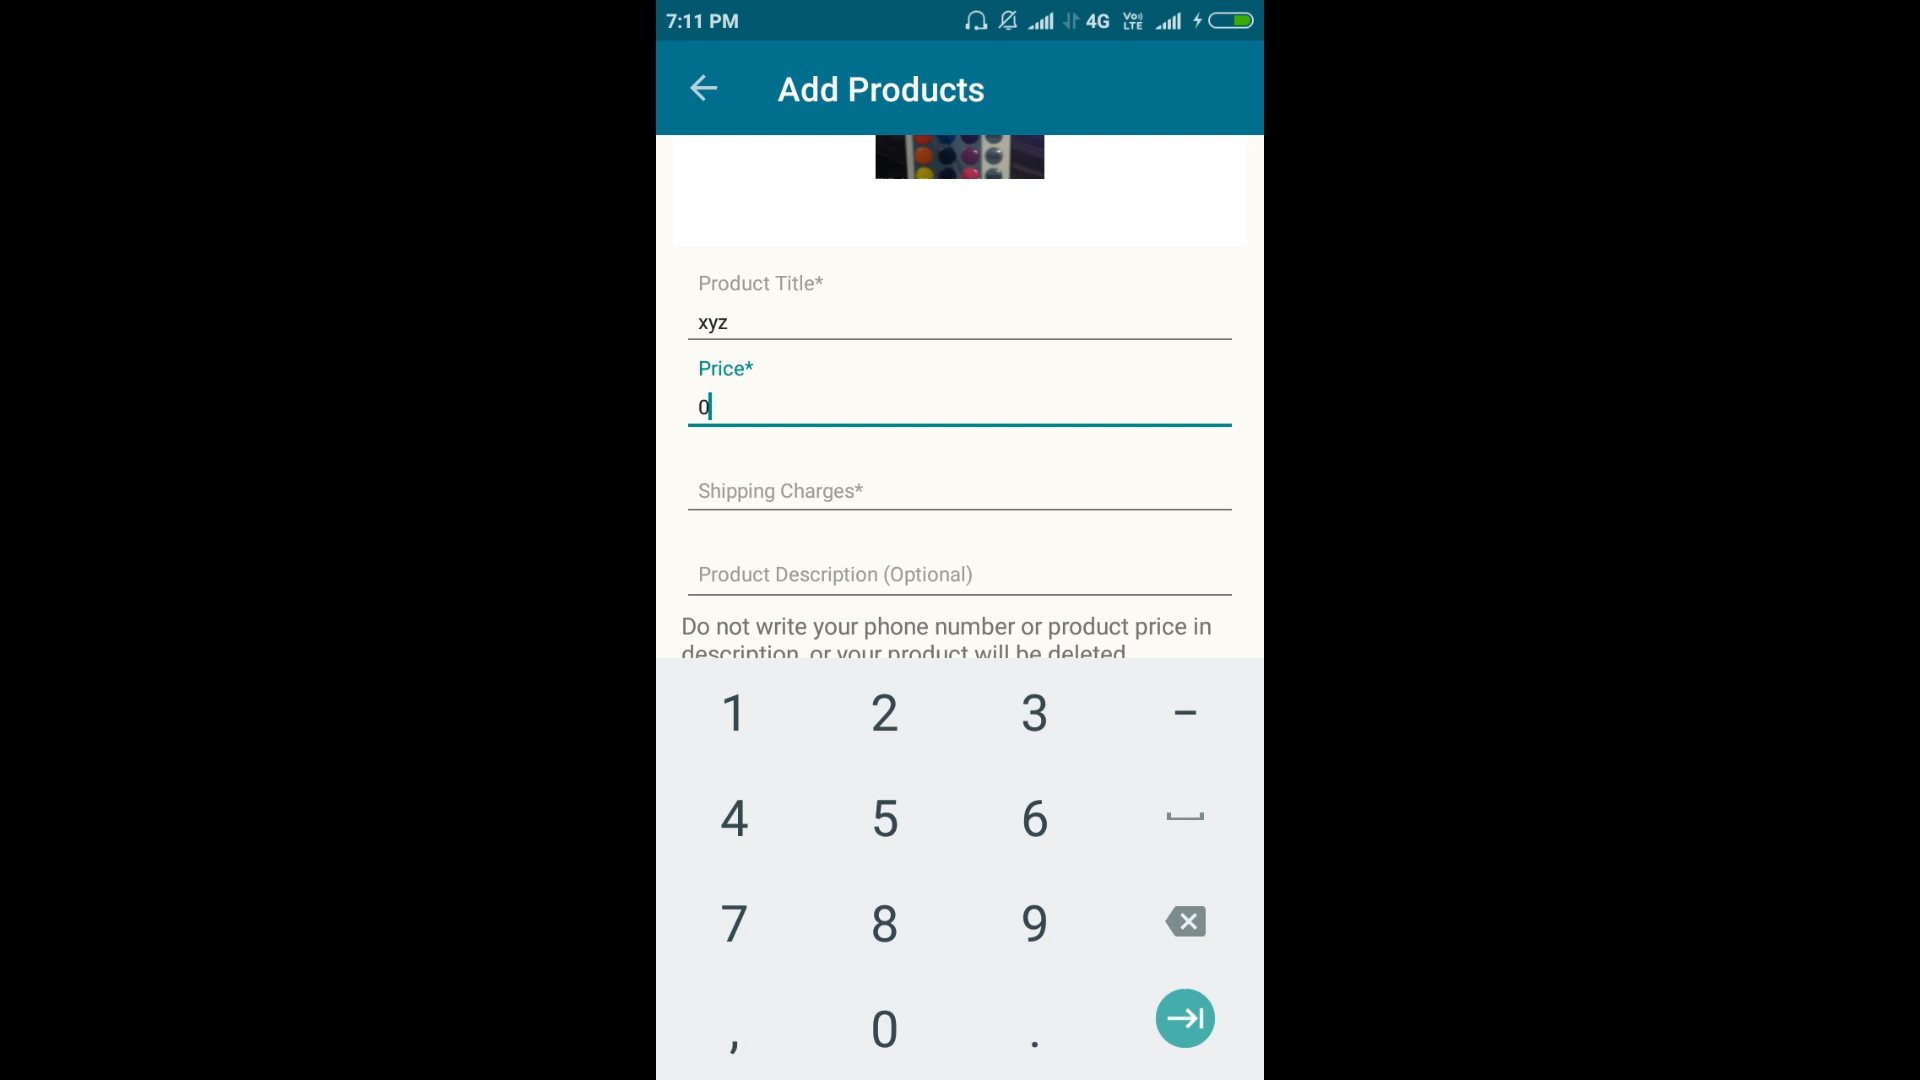 7:11 PM
4G
Vo)) LTE
Add Products
Product Title*
xyz
Price*
0
Shipping Charges*
Product Description (Optional)
Do not write your phone number or product price in
description, or your product will be deleted
1 2 3 −
4 5 6
7 8 9
, 0 .